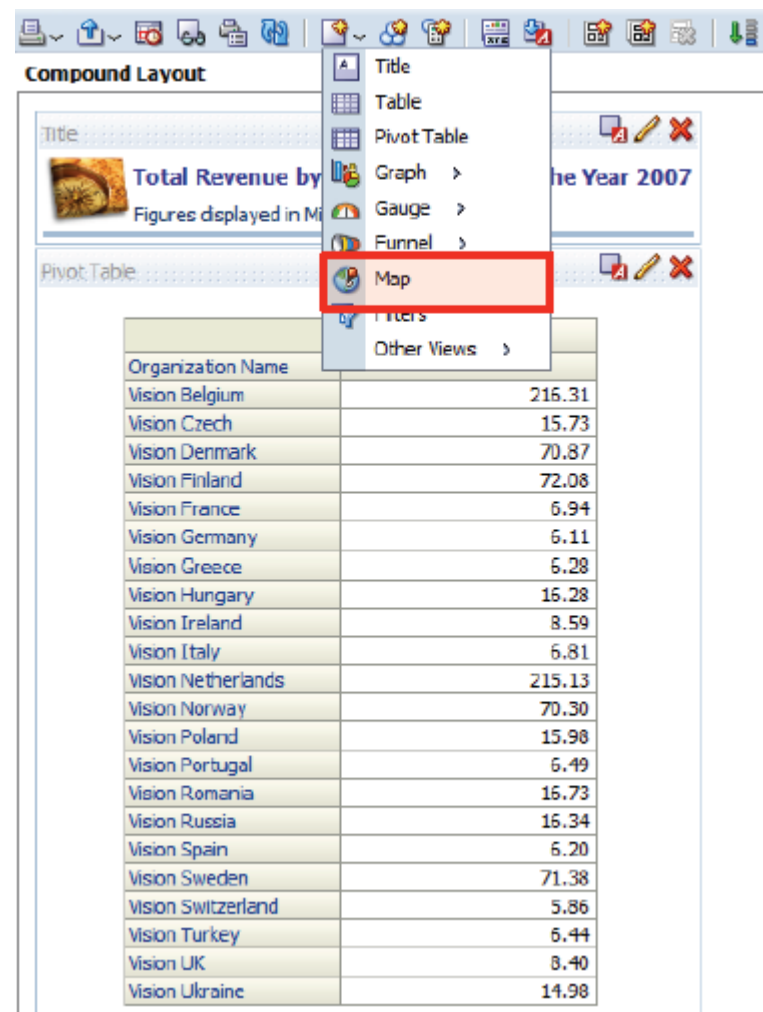 Compound Layout
Title
Table
Pivot Table
Graph >
Gauge >
Funnel >
Map
Filters
Other Views >
Title
Total Revenue by he Year 2007
Figures displayed in Mi
Pivot Table
Organization Name
Vision Belgium 216.31
Vision Czech 15.73
Vision Denmark 70.87
Vision Finland 72.08
Vision France 6.94
Vision Germany 6.11
Vision Greece 6.28
Vision Hungary 16.28
Vision Ireland 8.59
Vision Italy 6.81
Vision Netherlands 215.13
Vision Norway 70.30
Vision Poland 15.98
Vision Portugal 6.49
Vision Romania 16.73
Vision Russia 16.34
Vision Spain 6.20
Vision Sweden 71.38
Vision Switzerland 5.86
Vision Turkey 6.44
Vision UK 8.40
Vision Ukraine 14.98